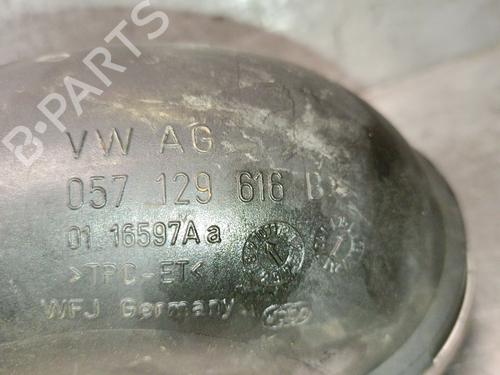 B-PARTS
VW AG
057 129 616 B
01 16597A a
>TPC-ET<
WFJ Germany